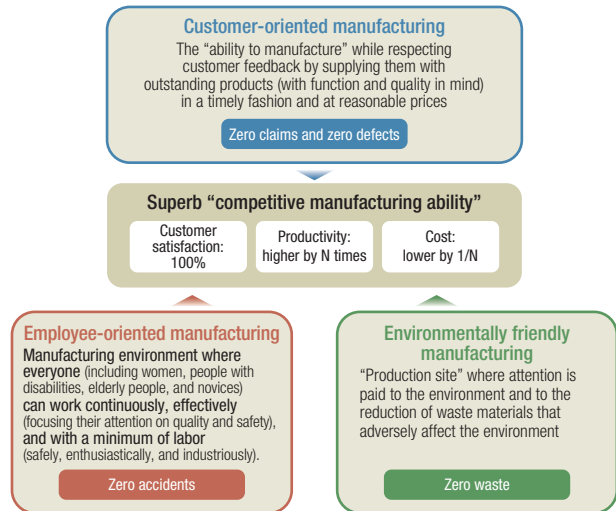 Customer-oriented manufacturing
The “ability to manufacture” while respecting
customer feedback by supplying them with
outstanding products (with function and quality in mind)
in a timely fashion and at reasonable prices
Zero claims and zero defects
Superb “competitive manufacturing ability”
Customer
satisfaction:
100%
Productivity:
higher by N times
Cost:
lower by 1/N
Employee-oriented manufacturing
Manufacturing environment where
everyone (including women, people with
disabilities, elderly people, and novices)
can work continuously, effectively
(focusing their attention on quality and safety),
and with a minimum of labor
(safely, enthusiastically, and industriously).
Zero accidents
Environmentally friendly
manufacturing
“Production site” where attention is
paid to the environment and to the
reduction of waste materials that
adversely affect the environment
Zero waste